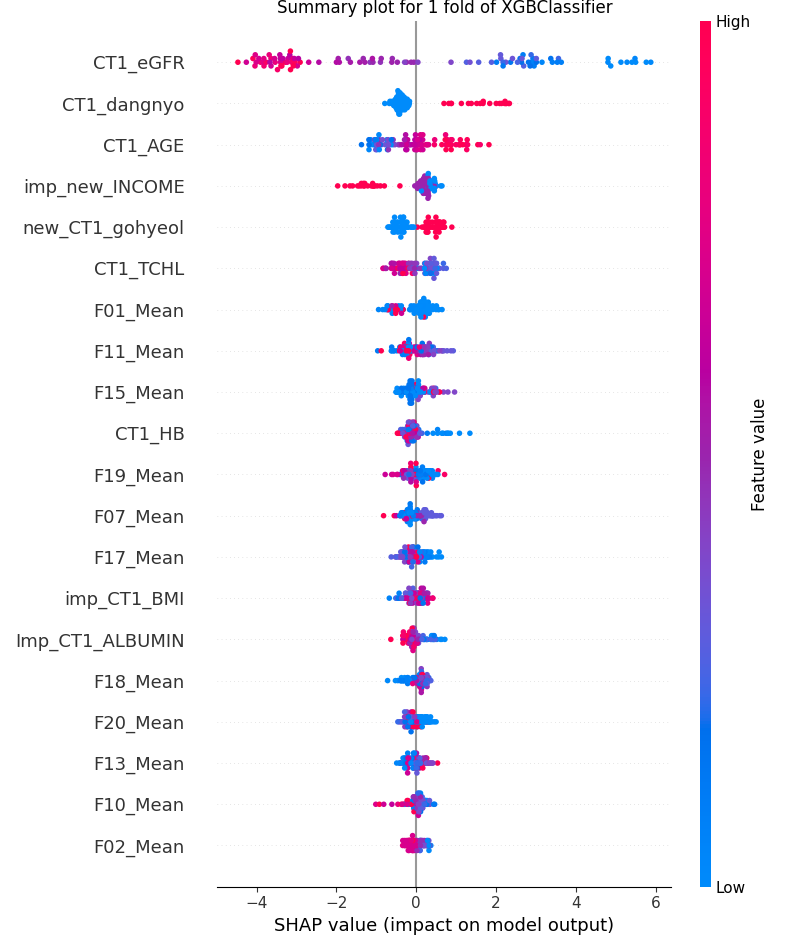 Summary plot for 1 fold of XGBClassifier
High
CT1_eGFR
CT1_dangnyo
CT1_AGE
imp_new_INCOME
new_CT1_gohyeol
CT1_TCHL
F01_Mean
F11_Mean
F15_Mean
CT1_HB
F19_Mean
F07_Mean
F17_Mean
imp_CT1_BMI
Imp_CT1_ALBUMIN
F18_Mean
F20_Mean
F13_Mean
F10_Mean
F02_Mean
Feature value
Low
−4 −2 0 2 4 6
SHAP value (impact on model output)